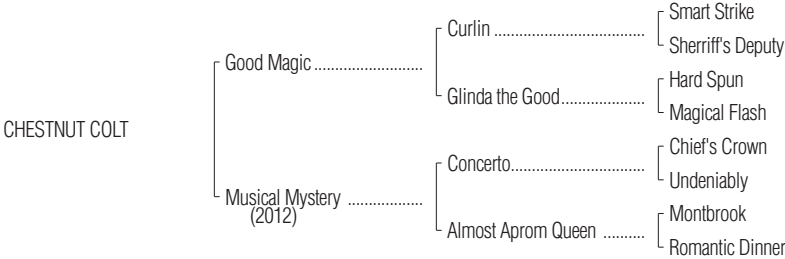 Smart Strike
Curlin ....................................
Sherriff's Deputy
Good Magic ..........................
Hard Spun
Glinda the Good....................
Magical Flash
CHESTNUT COLT
Chief's Crown
Concerto................................
Undeniably
Musical Mystery ..................
(2012)
Montbrook
Almost Aprom Queen ..........
Romantic Dinner